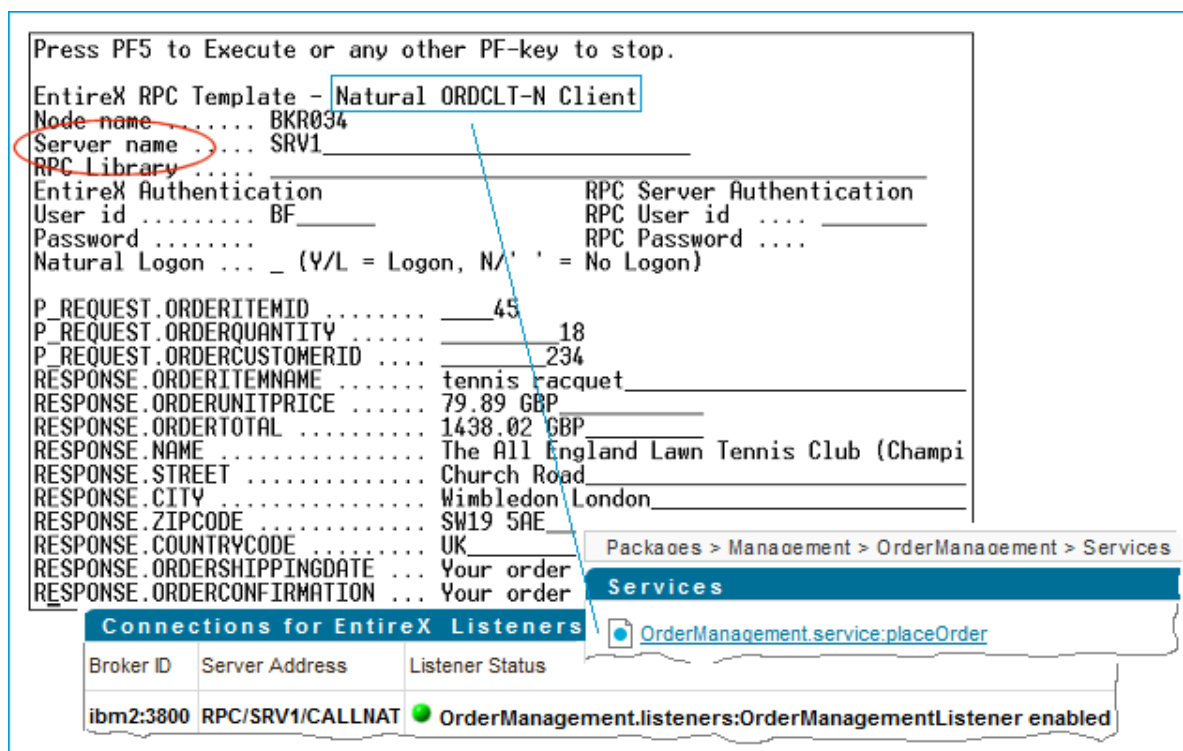 Press PF5 to Execute or any other PF-key to stop.
EntireX RPC Template - Natural ORDCLT-N Client
Node name ....... BKR034
Server name ..... SRV1
RPC Library .....
EntireX Authentication RPC Server Authentication
User id ......... BF RPC User id ....
Password ........ RPC Password ....
Natural Logon ... _ (Y/L = Logon, N/' ' = No Logon)
P_REQUEST.ORDERITEMID ........ 45
P_REQUEST.ORDERQUANTITY ...... 18
P_REQUEST.ORDERCUSTOMERID .... 234
RESPONSE.ORDERITEMNAME ....... tennis racquet
RESPONSE.ORDERUNITPRICE ...... 79.89 GBP
RESPONSE.ORDERTOTAL .......... 1438.02 GBP
RESPONSE.NAME ................ The All England Lawn Tennis Club (Champi
RESPONSE.STREET .............. Church Road
RESPONSE.CITY ................ Wimbledon London
RESPONSE.ZIPCODE ............. SW19 5AE
RESPONSE.COUNTRYCODE ......... UK
RESPONSE.ORDERSHIPPINGDATE ... Your order
RESPONSE.ORDERCONFIRMATION ... Your order
Packages > Management > OrderManagement > Services
Services
OrderManagement.service:placeOrder
Connections for EntireX Listeners
Broker ID Server Address Listener Status
ibm2:3800 RPC/SRV1/CALLNAT OrderManagement.listeners:OrderManagementListener enabled